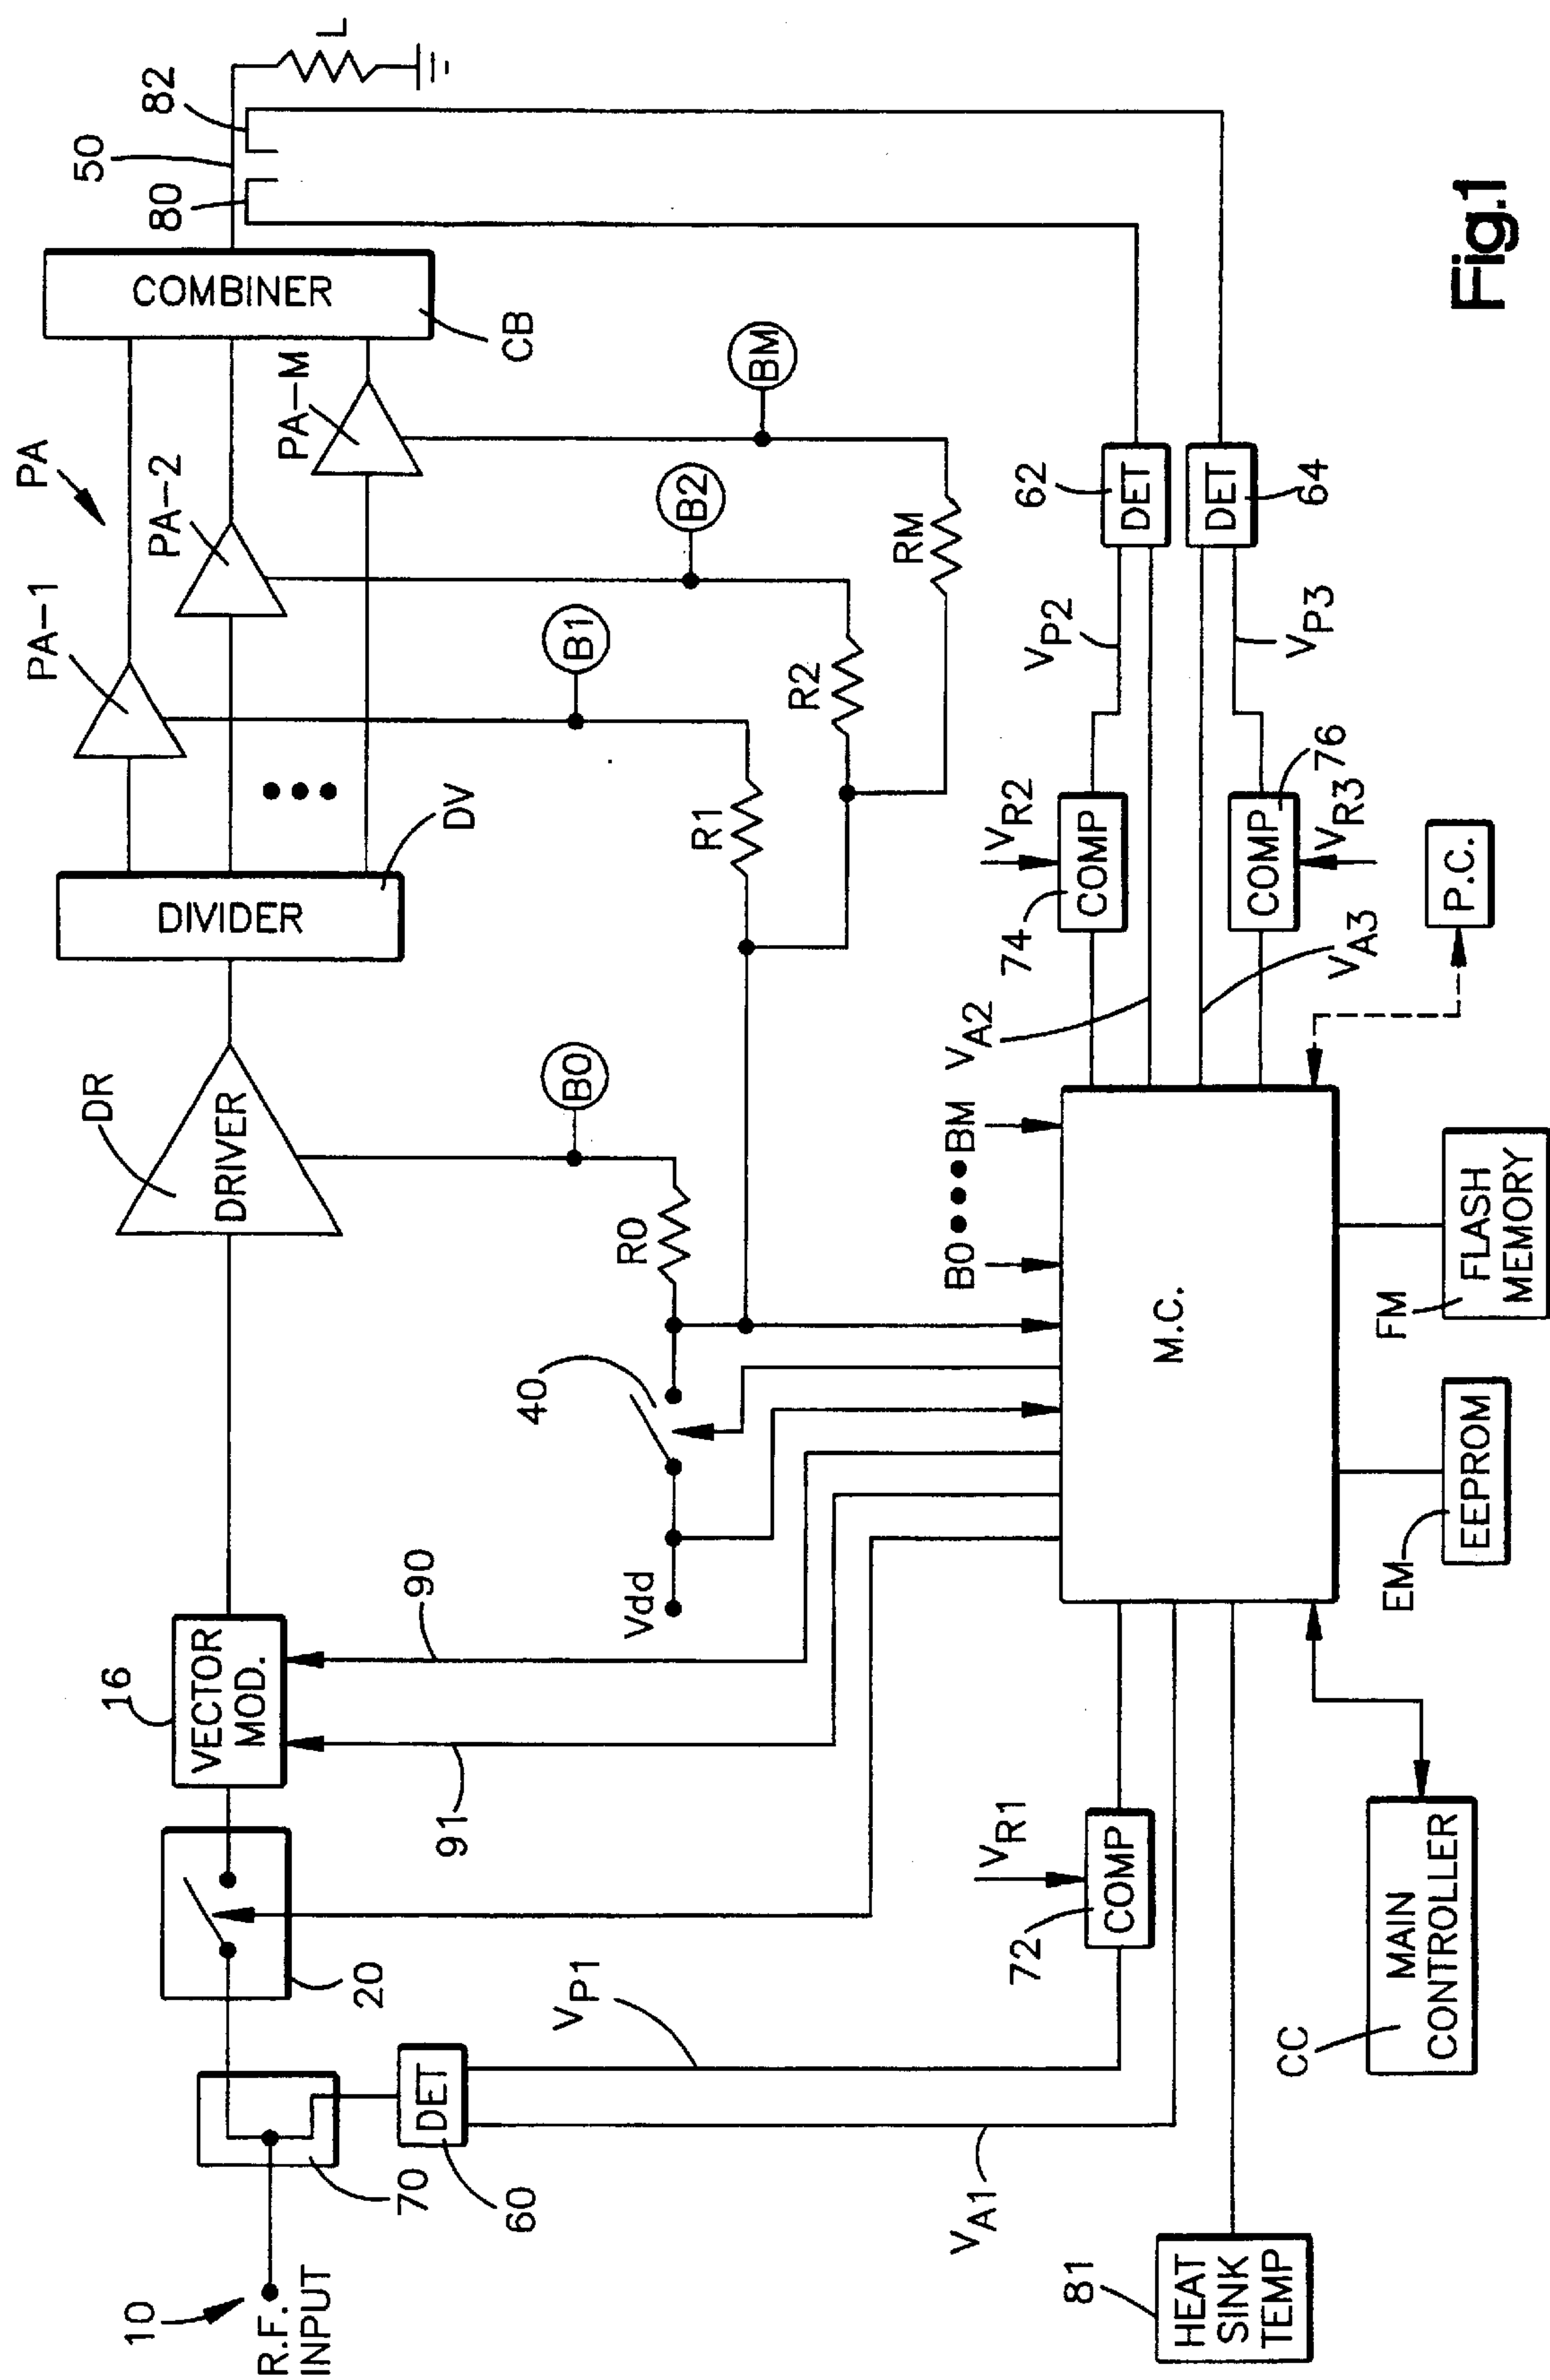 10
R.F.
INPUT
70
DET
60
20
VECTOR
MOD.
16
91
90
DR
DRIVER
DIVIDER
DV
PA
PA-1
PA-2
PA-M
COMBINER
CB
80
50
82
L
B0
B1
B2
BM
R0
R1
R2
RM
40
Vdd
VP1
VA1
VR1
72
COMP
B0 ••• BM
M.C.
VA2
VA3
74
COMP
VR2
VP2
62
DET
DET
64
VP3
76
COMP
VR3
P.C.
81
HEAT
SINK
TEMP
CC
MAIN
CONTROLLER
EM
EEPROM
FM
FLASH
MEMORY
Fig.1